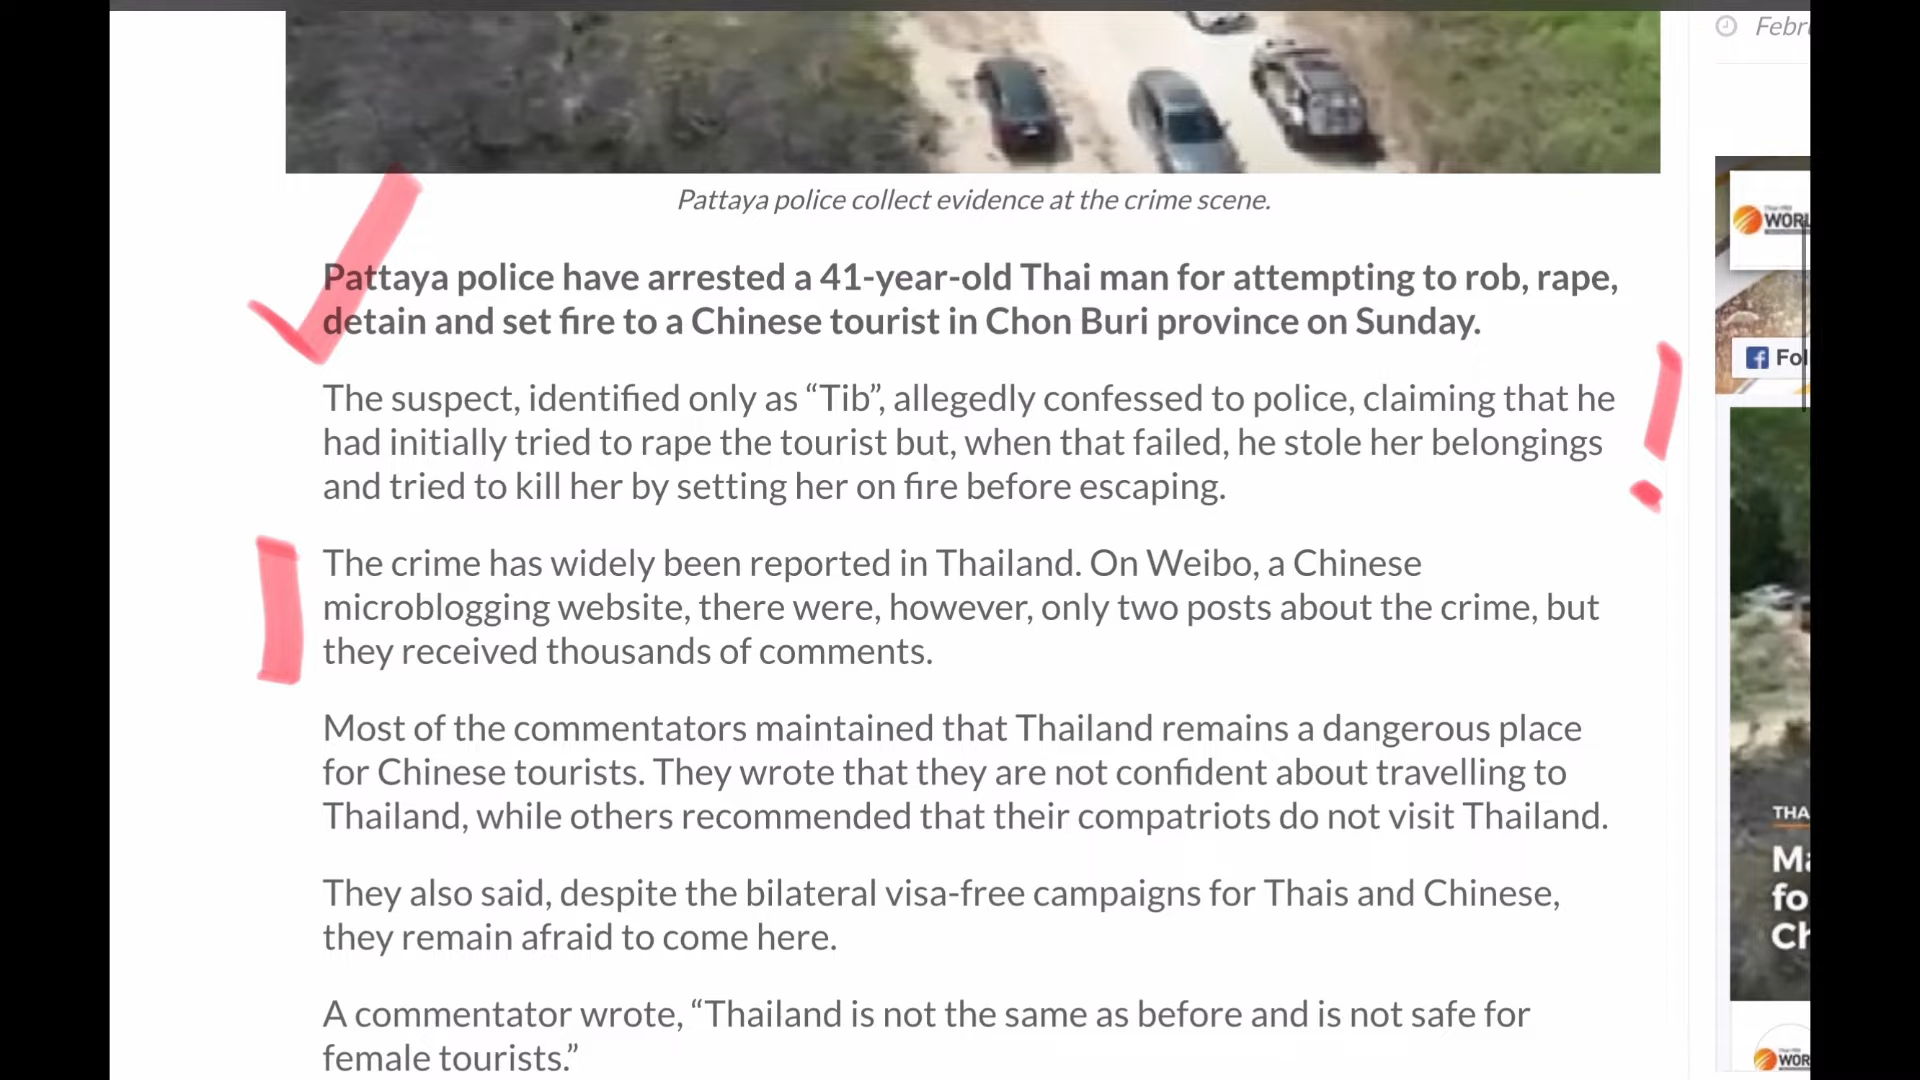 Febr
Pattaya police collect evidence at the crime scene.
WORL
Pattaya police have arrested a 41-year-old Thai man for attempting to rob, rape,
detain and set fire to a Chinese tourist in Chon Buri province on Sunday.
Fol
The suspect, identified only as “Tib”, allegedly confessed to police, claiming that he
had initially tried to rape the tourist but, when that failed, he stole her belongings
and tried to kill her by setting her on fire before escaping.
The crime has widely been reported in Thailand. On Weibo, a Chinese
microblogging website, there were, however, only two posts about the crime, but
they received thousands of comments.
Most of the commentators maintained that Thailand remains a dangerous place
for Chinese tourists. They wrote that they are not confident about travelling to
Thailand, while others recommended that their compatriots do not visit Thailand.
THA
Ma
fo
Ch
They also said, despite the bilateral visa-free campaigns for Thais and Chinese,
they remain afraid to come here.
A commentator wrote, “Thailand is not the same as before and is not safe for
female tourists.”
WOR